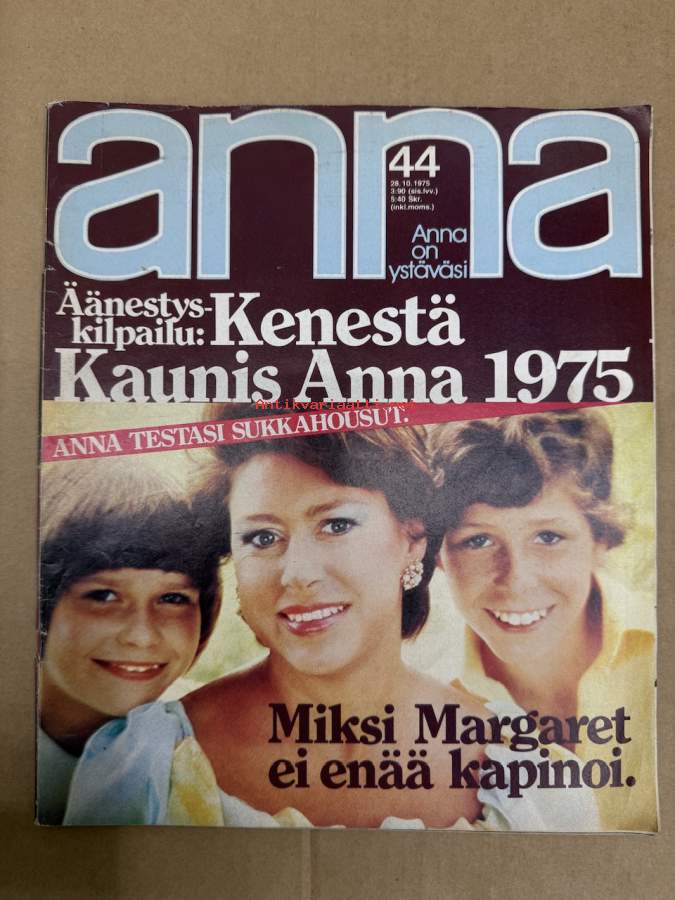 anna
44
28.10.1975
3:90 (sis.lvv.)
5:40 Skr.
(inkl.moms.)
Anna
on
ystäväsi
Äänestys-
kilpailu: Kenestä
Kaunis Anna 1975
Antikvariaatti.net
ANNA TESTASI SUKKAHOUSUT.
Miksi Margaret
ei enää kapinoi.